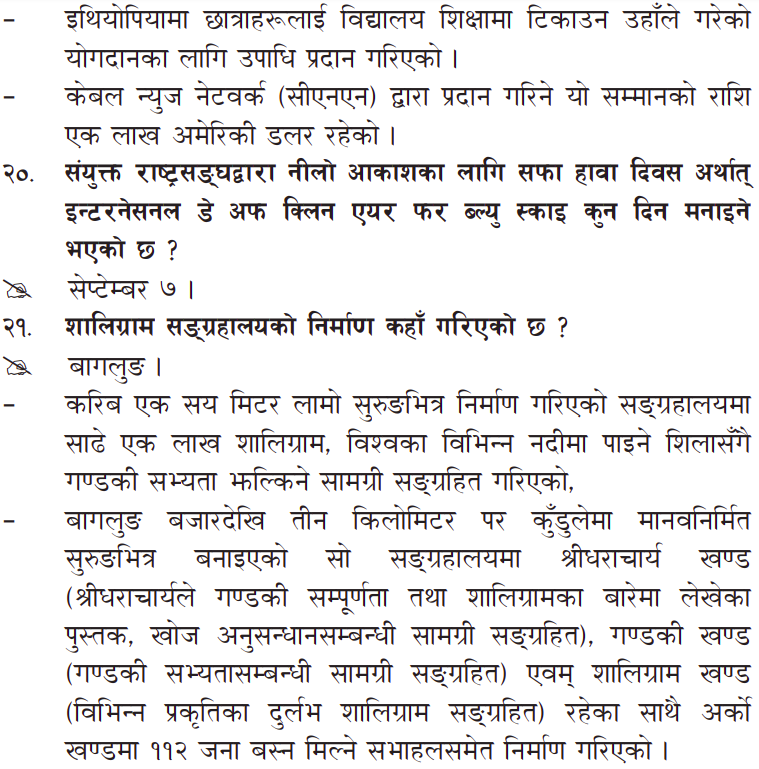 – इथियोपियामा छात्राहरूलाई विद्यालय शिक्षामा टिकाउन उहाँले गरेको
योगदानका लागि उपाधि प्रदान गरिएको ।
– केबल न्युज नेटवर्क (सीएनएन) द्वारा प्रदान गरिने यो सम्मानको राशि
एक लाख अमेरिकी डलर रहेको ।
२०. संयुक्त राष्ट्रसङ्घद्वारा नीलो आकाशका लागि सफा हावा दिवस अर्थात्
इन्टरनेसनल डे अफ क्लिन एयर फर ब्ल्यु स्काइ कुन दिन मनाइने
भएको छ ?
सेप्टेम्बर ७ ।
२१. शालिग्राम सङ्ग्रहालयको निर्माण कहाँ गरिएको छ ?
बागलुङ ।
– करिब एक सय मिटर लामो सुरुङभित्र निर्माण गरिएको सङ्ग्रहालयमा
साढे एक लाख शालिग्राम, विश्वका विभिन्न नदीमा पाइने शिलासँगै
गण्डकी सभ्यता झल्किने सामग्री सङ्ग्रहित गरिएको,
– बागलुङ बजारदेखि तीन किलोमिटर पर कुँडुलेमा मानवनिर्मित
सुरुङभित्र बनाइएको सो सङ्ग्रहालयमा श्रीधराचार्य खण्ड
(श्रीधराचार्यले गण्डकी सम्पूर्णता तथा शालिग्रामका बारेमा लेखेका
पुस्तक, खोज अनुसन्धानसम्बन्धी सामग्री सङ्ग्रहित), गण्डकी खण्ड
(गण्डकी सभ्यतासम्बन्धी सामग्री सङ्ग्रहित) एवम् शालिग्राम खण्ड
(विभिन्न प्रकृतिका दुर्लभ शालिग्राम सङ्ग्रहित) रहेका साथै अर्को
खण्डमा ११२ जना बस्न मिल्ने सभाहलसमेत निर्माण गरिएको ।